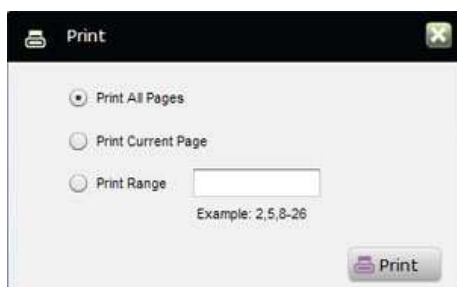 Print
Print All Pages
Print Current Page
Print Range
Example: 2,5,8-26
Print